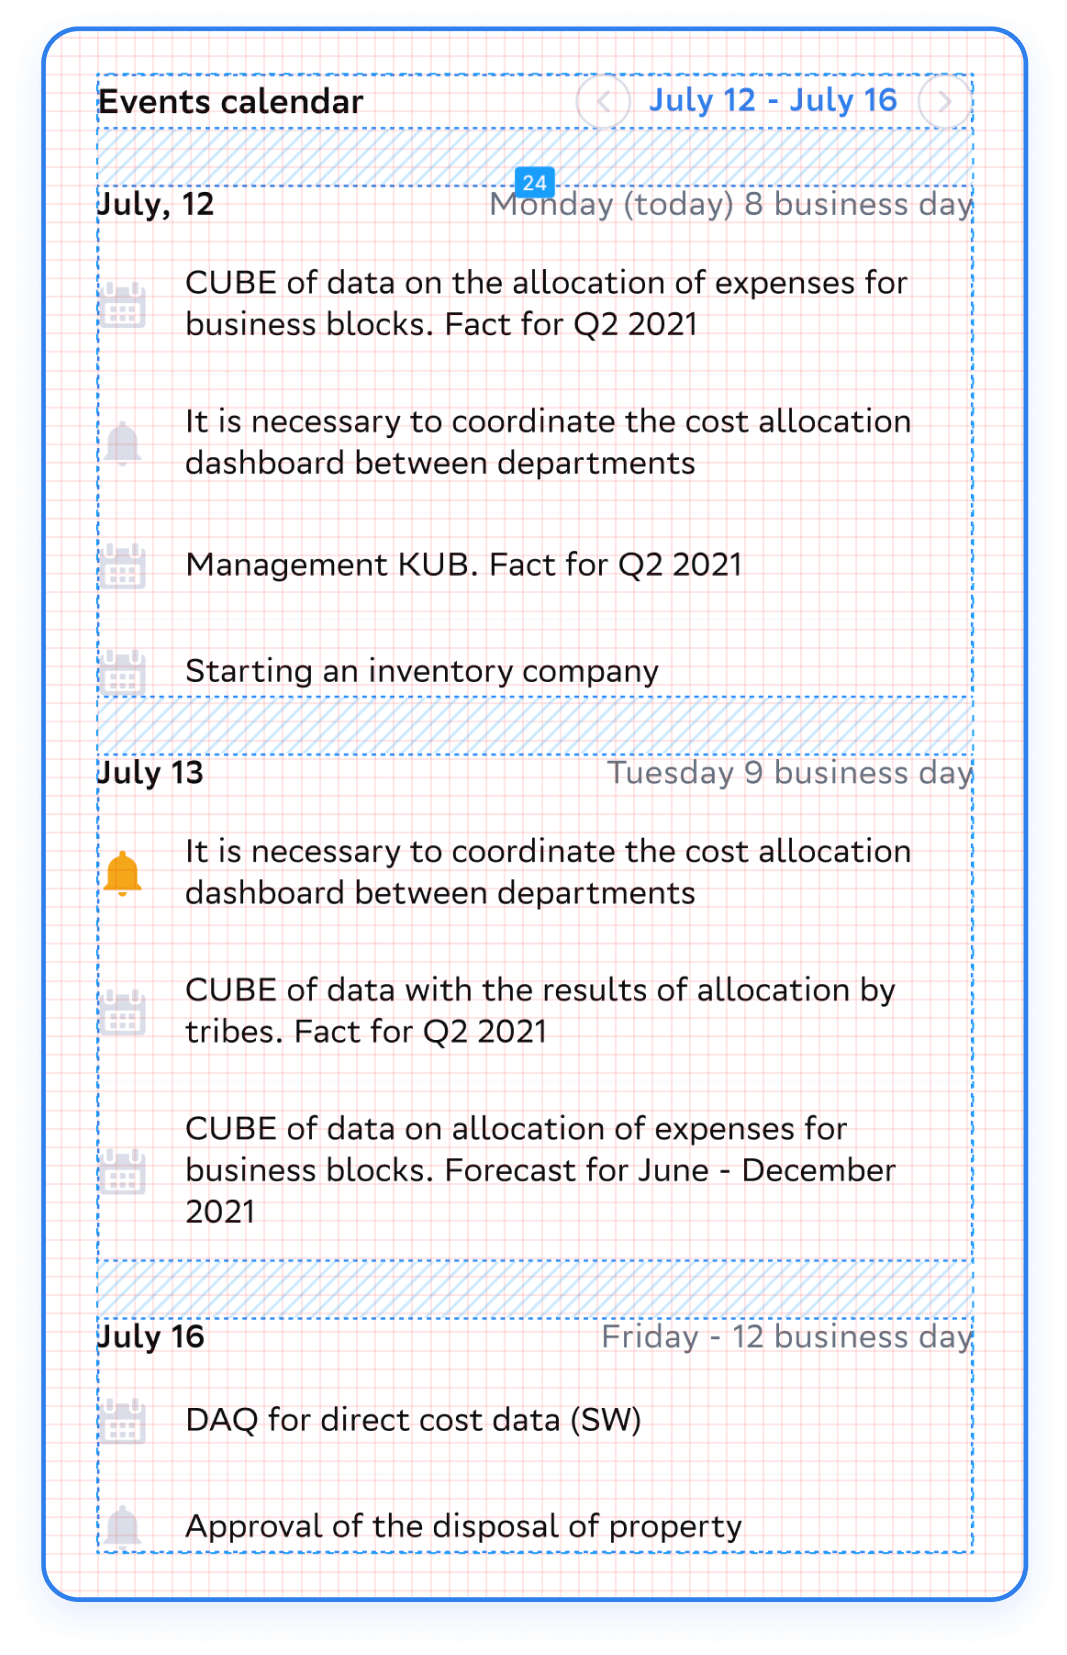 Events calendar
July 12 - July 16
24
July, 12
Monday (today) 8 business day
CUBE of data on the allocation of expenses for
business blocks. Fact for Q2 2021
It is necessary to coordinate the cost allocation
dashboard between departments
Management KUB. Fact for Q2 2021
Starting an inventory company
July 13
Tuesday 9 business day
It is necessary to coordinate the cost allocation
dashboard between departments
CUBE of data with the results of allocation by
tribes. Fact for Q2 2021
CUBE of data on allocation of expenses for
business blocks. Forecast for June - December
2021
July 16
Friday - 12 business day
DAQ for direct cost data (SW)
Approval of the disposal of property